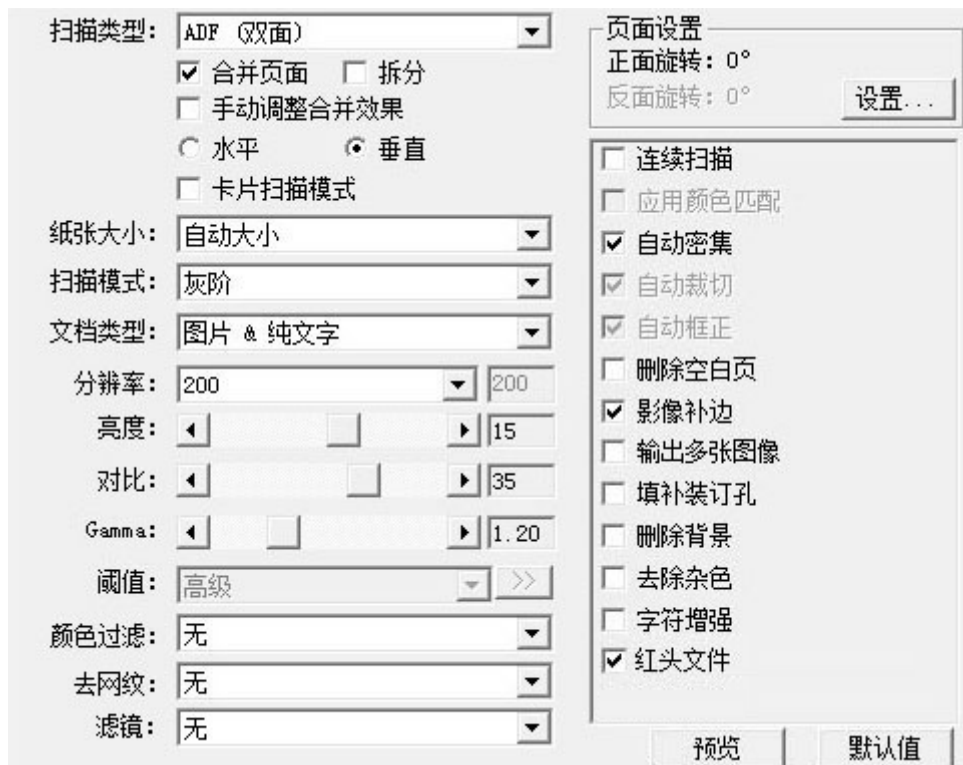 扫描类型: ADF (双面)
合并页面 拆分
手动调整合并效果
水平 垂直
卡片扫描模式
纸张大小: 自动大小
扫描模式: 灰阶
文档类型: 图片 & 纯文字
分辨率: 200 200
亮度: 15
对比: 35
Gamma: 1.20
阈值: 高级 >>
颜色过滤: 无
去网纹: 无
滤镜: 无
页面设置
正面旋转: 0°
反面旋转: 0° 设置...
连续扫描
应用颜色匹配
自动密集
自动裁切
自动框正
删除空白页
影像补边
输出多张图像
填补装订孔
删除背景
去除杂色
字符增强
红头文件
预览 默认值